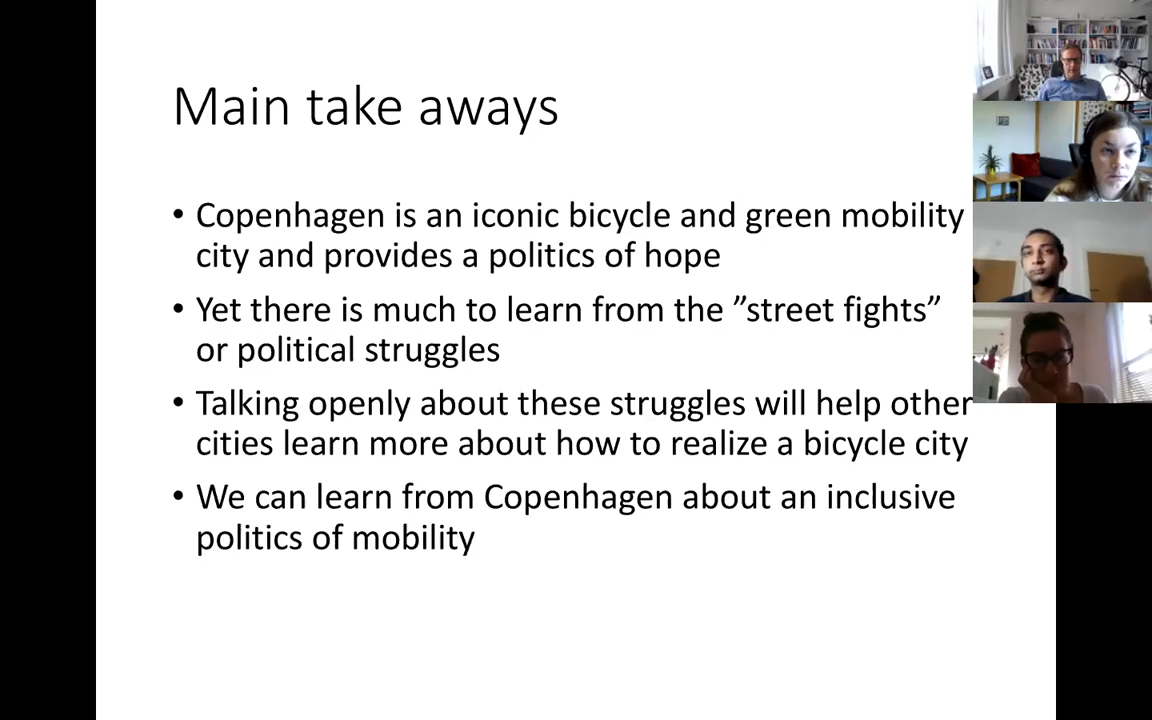 Main take aways
• Copenhagen is an iconic bicycle and green mobility
city and provides a politics of hope
• Yet there is much to learn from the ”street fights”
or political struggles
• Talking openly about these struggles will help other
cities learn more about how to realize a bicycle city
• We can learn from Copenhagen about an inclusive
politics of mobility